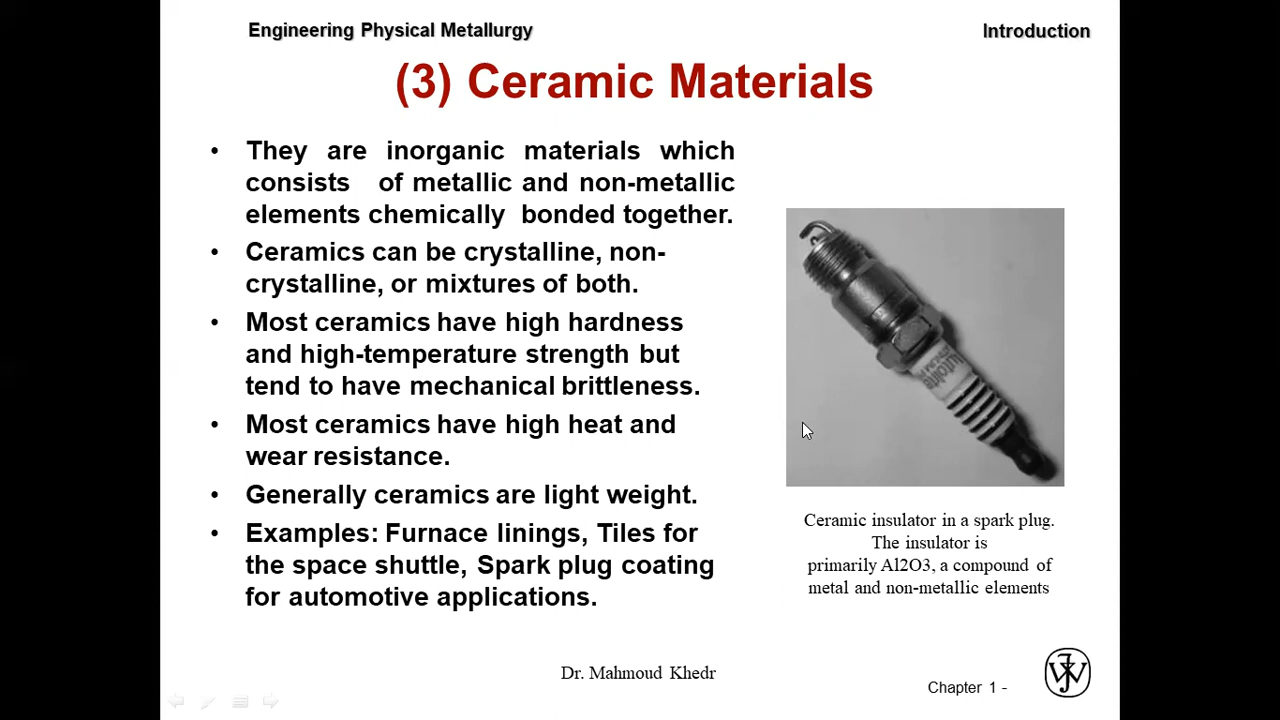 Engineering Physical Metallurgy
Introduction
(3) Ceramic Materials
• They are inorganic materials which
consists of metallic and non-metallic
elements chemically bonded together.
• Ceramics can be crystalline, non-
crystalline, or mixtures of both.
• Most ceramics have high hardness
and high-temperature strength but
tend to have mechanical brittleness.
• Most ceramics have high heat and
wear resistance.
• Generally ceramics are light weight.
• Examples: Furnace linings, Tiles for
the space shuttle, Spark plug coating
for automotive applications.
Ceramic insulator in a spark plug.
The insulator is
primarily Al2O3, a compound of
metal and non-metallic elements
Dr. Mahmoud Khedr
Chapter 1 -